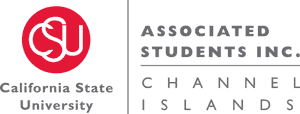 CSU
California State
University
ASSOCIATED
STUDENTS INC.
CHANNEL
ISLANDS